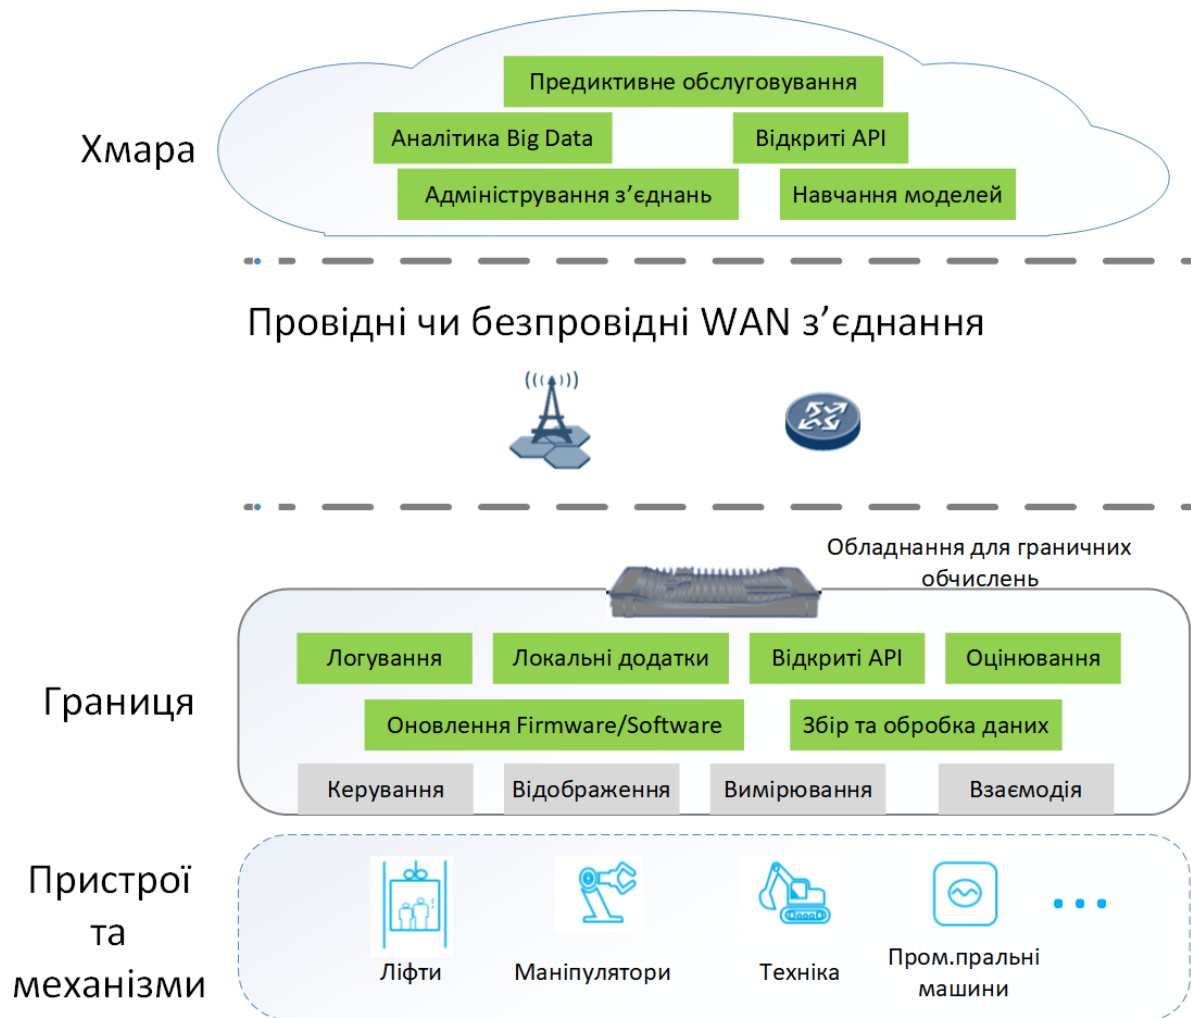 Предиктивне обслуговування
Хмара
Аналітика Big Data
Відкриті API
Адміністрування з’єднань
Навчання моделей
Провідні чи безпровідні WAN з’єднання
Обладнання для граничних
обчислень
Границя
Логування
Локальні додатки
Відкриті API
Оцінювання
Оновлення Firmware/Software
Збір та обробка даних
Керування
Відображення
Вимірювання
Взаємодія
Пристрої
та
механізми
Ліфти
Маніпулятори
Техніка
Пром.пральні
машини
...